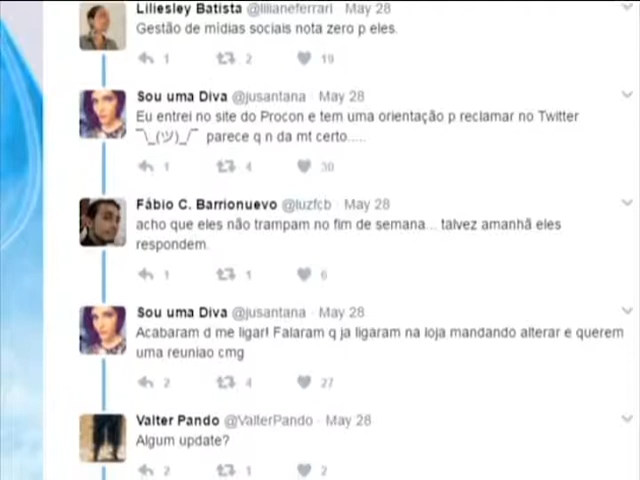 Liliesley Batista @lilianeferrari · May 28
Gestão de mídias sociais nota zero p eles.
1 2 19
Sou uma Diva @jusantana · May 28
Eu entrei no site do Procon e tem uma orientação p reclamar no Twitter
¯\_(ツ)_/¯ parece q n da mt certo.....
1 4 30
Fábio C. Barrionuevo @luzfcb · May 28
acho que eles não trampam no fim de semana... talvez amanhã eles
respondem.
1 1 6
Sou uma Diva @jusantana · May 28
Acabaram d me ligar! Falaram q ja ligaram na loja mandando alterar e querem
uma reuniao cmg
2 4 27
Valter Pando @ValterPando · May 28
Algum update?
2 1 2